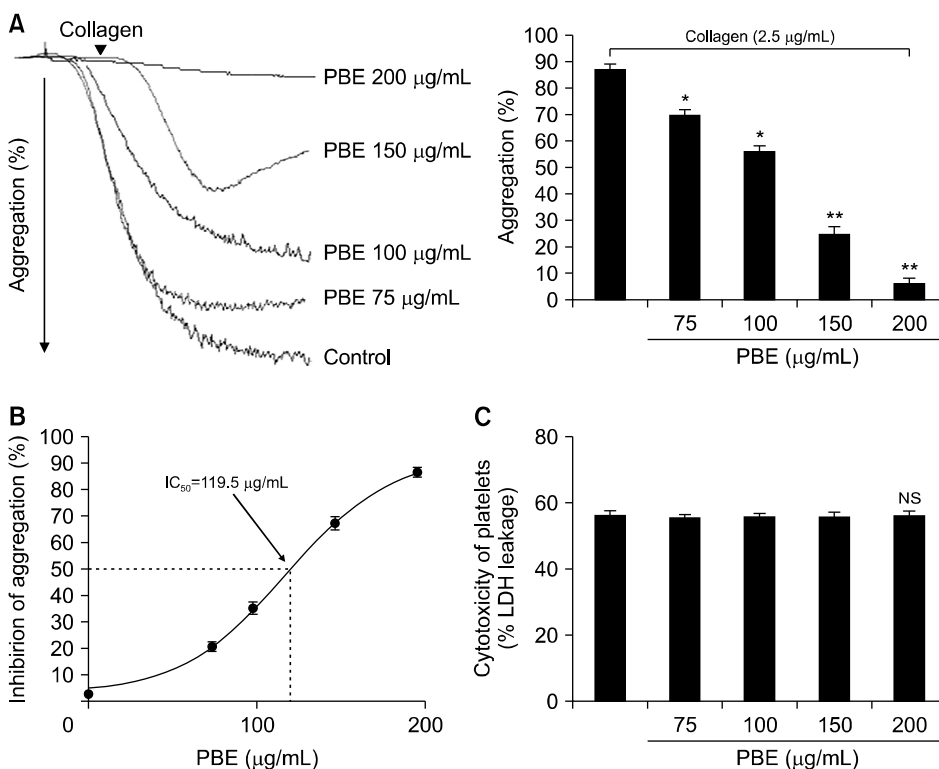 A
Collagen
PBE 200 μg/mL
PBE 150 μg/mL
PBE 100 μg/mL
PBE 75 μg/mL
Control
Aggregation (%)
Collagen (2.5 μg/mL)
100
90
80
70
60
50
40
30
20
10
0
Aggregation (%)
*
*
**
**
75 100 150 200
PBE (μg/mL)
B
100
90
80
70
60
50
40
30
20
10
0 100 200
Inhibirion of aggregation (%)
IC50=119.5 μg/mL
PBE (μg/mL)
C
80
60
40
20
0
Cytotoxicity of platelets
(% LDH leakage)
NS
75 100 150 200
PBE (μg/mL)